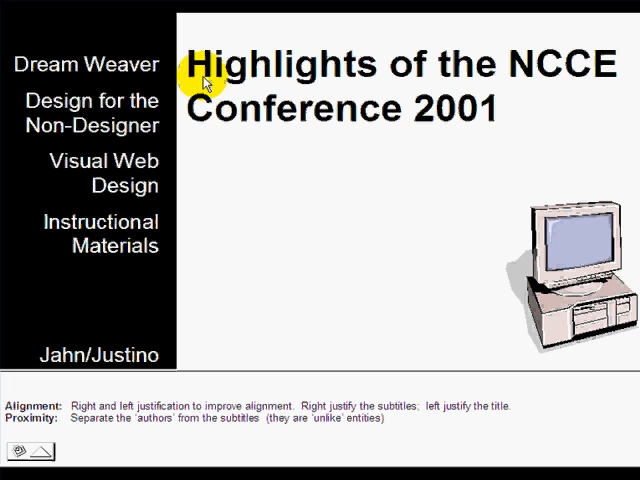 Dream Weaver
Design for the
Non-Designer
Visual Web
Design
Instructional
Materials
Jahn/Justino
Highlights of the NCCE
Conference 2001
Alignment: Right and left justification to improve alignment. Right justify the subtitles; left justify the title.
Proximity: Separate the 'authors' from the subtitles (they are 'unlike' entities)